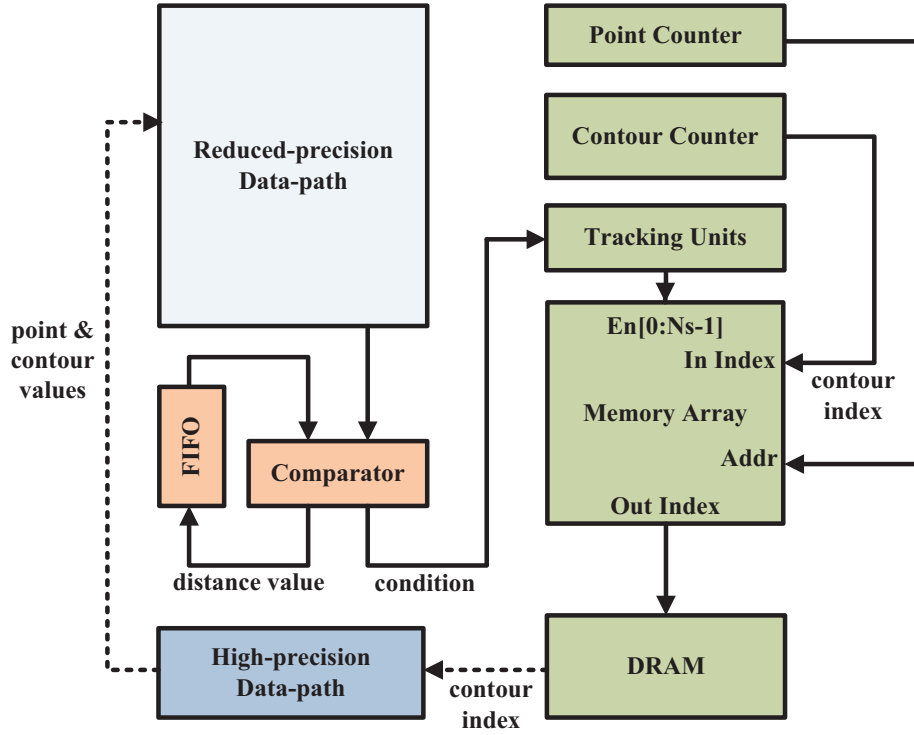 Point Counter
Contour Counter
Reduced-precision
Data-path
Tracking Units
En[0:Ns-1]
In Index
point &
contour
values
contour
index
Memory Array
FIFO
Comparator
Addr
Out Index
distance value
condition
High-precision
Data-path
contour
index
DRAM